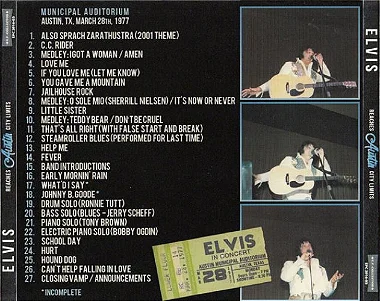 MUNICIPAL AUDITORIUM
AUSTIN, TX, MARCH 28TH, 1977
1. ALSO SPRACH ZARATHUSTRA (2001 THEME)
2. C.C. RIDER
3. MEDLEY: I GOT A WOMAN / AMEN
4. LOVE ME
5. IF YOU LOVE ME (LET ME KNOW)
6. YOU GAVE ME A MOUNTAIN
7. JAILHOUSE ROCK
8. MEDLEY: O SOLE MIO (SHERRILL NIELSEN) / IT'S NOW OR NEVER
9. LITTLE SISTER
10. MEDLEY: TEDDY BEAR / DON'T BE CRUEL
11. THAT'S ALL RIGHT (WITH FALSE START AND BREAK)
12. STEAMROLLER BLUES (PERFORMED FOR LAST TIME)
13. HELP ME
14. FEVER
15. BAND INTRODUCTIONS
16. EARLY MORNIN' RAIN
17. WHAT'D I SAY*
18. JOHNNY B. GOODE*
19. DRUM SOLO (RONNIE TUTT)
20. BASS SOLO (BLUES - JERRY SCHEFF)
21. PIANO SOLO (TONY BROWN)
22. ELECTRIC PIANO SOLO (BOBBY OGDIN)
23. SCHOOL DAY
24. HURT
25. HOUND DOG
26. CAN'T HELP FALLING IN LOVE
27. CLOSING VAMP / ANNOUNCEMENTS
*INCOMPLETE
ELVIS
IN CONCERT
28
AUSTIN MUNICIPAL AUDITORIUM
ELVIS
REACHES Austin CITY LIMITS
ELVIS
REACHES Austin CITY LIMITS